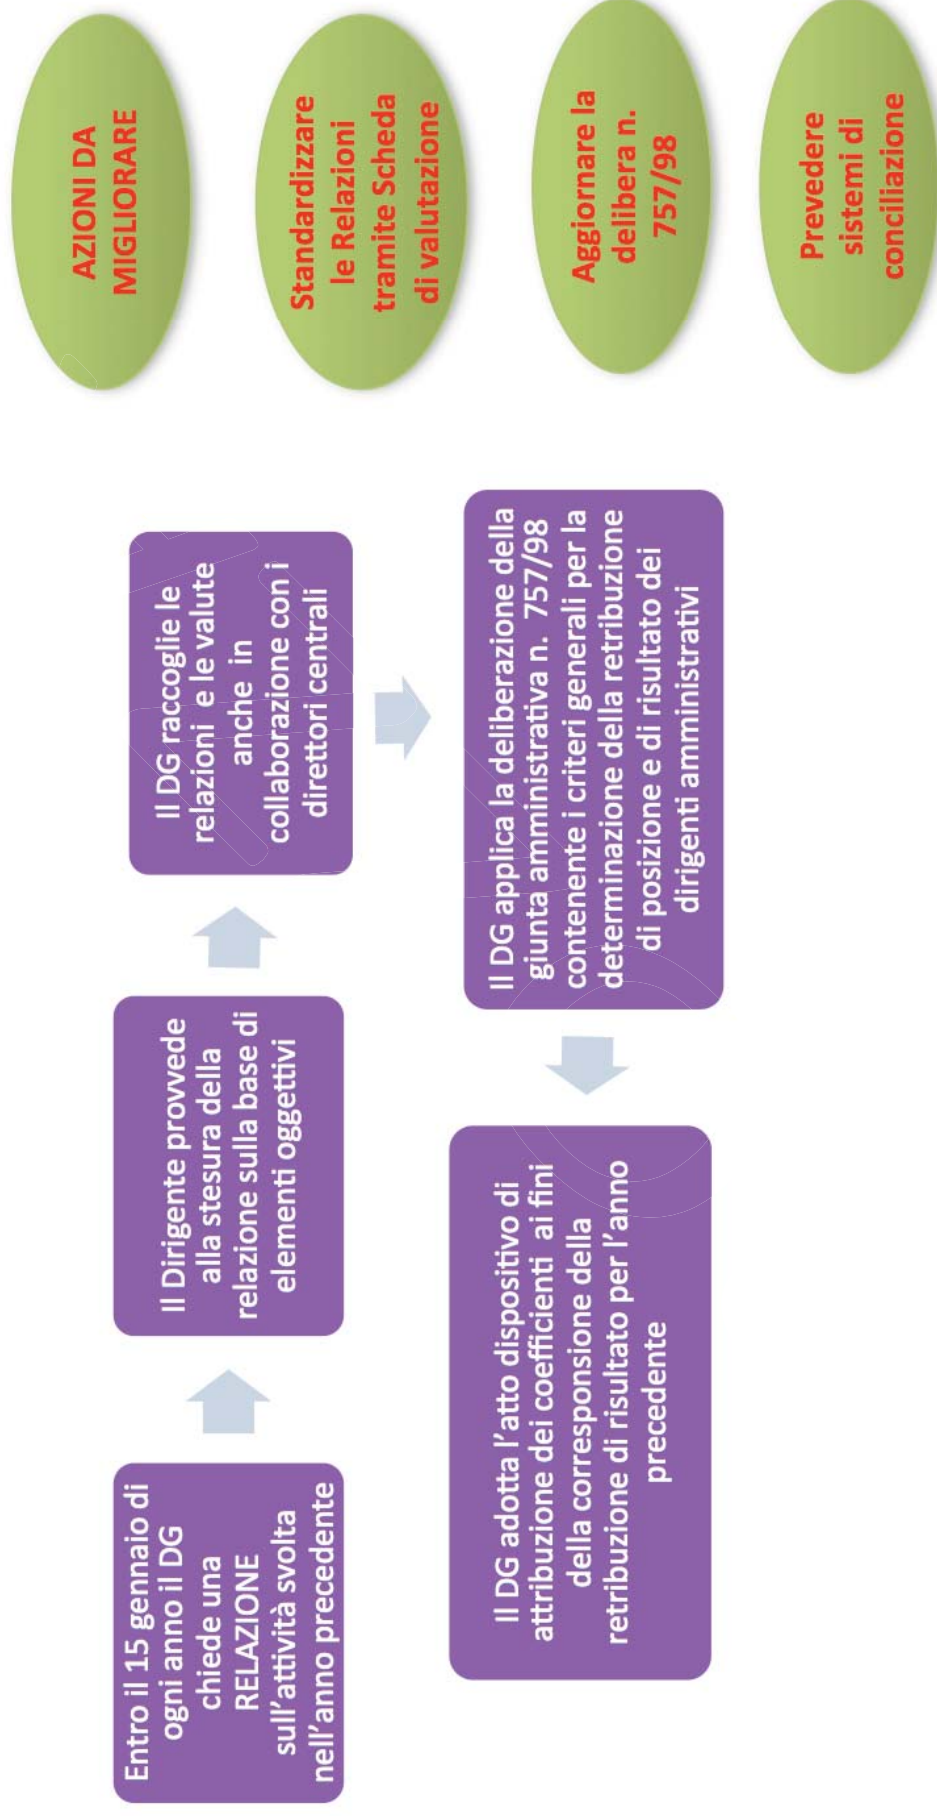 Entro il 15 gennaio di
ogni anno il DG
chiede una
RELAZIONE
sull’attività svolta
nell’anno precedente
Il Dirigente provvede
alla stesura della
relazione sulla base di
elementi oggettivi
Il DG raccoglie le
relazioni e le valute
anche in
collaborazione con i
direttori centrali
Il DG applica la deliberazione della
giunta amministrativa n. 757/98
contenente i criteri generali per la
determinazione della retribuzione
di posizione e di risultato dei
dirigenti amministrativi
Il DG adotta l’atto dispositivo di
attribuzione dei coefficienti ai fini
della corresponsione della
retribuzione di risultato per l’anno
precedente
AZIONI DA
MIGLIORARE
Standardizzare
le Relazioni
tramite Scheda
di valutazione
Aggiornare la
delibera n.
757/98
Prevedere
sistemi di
conciliazione